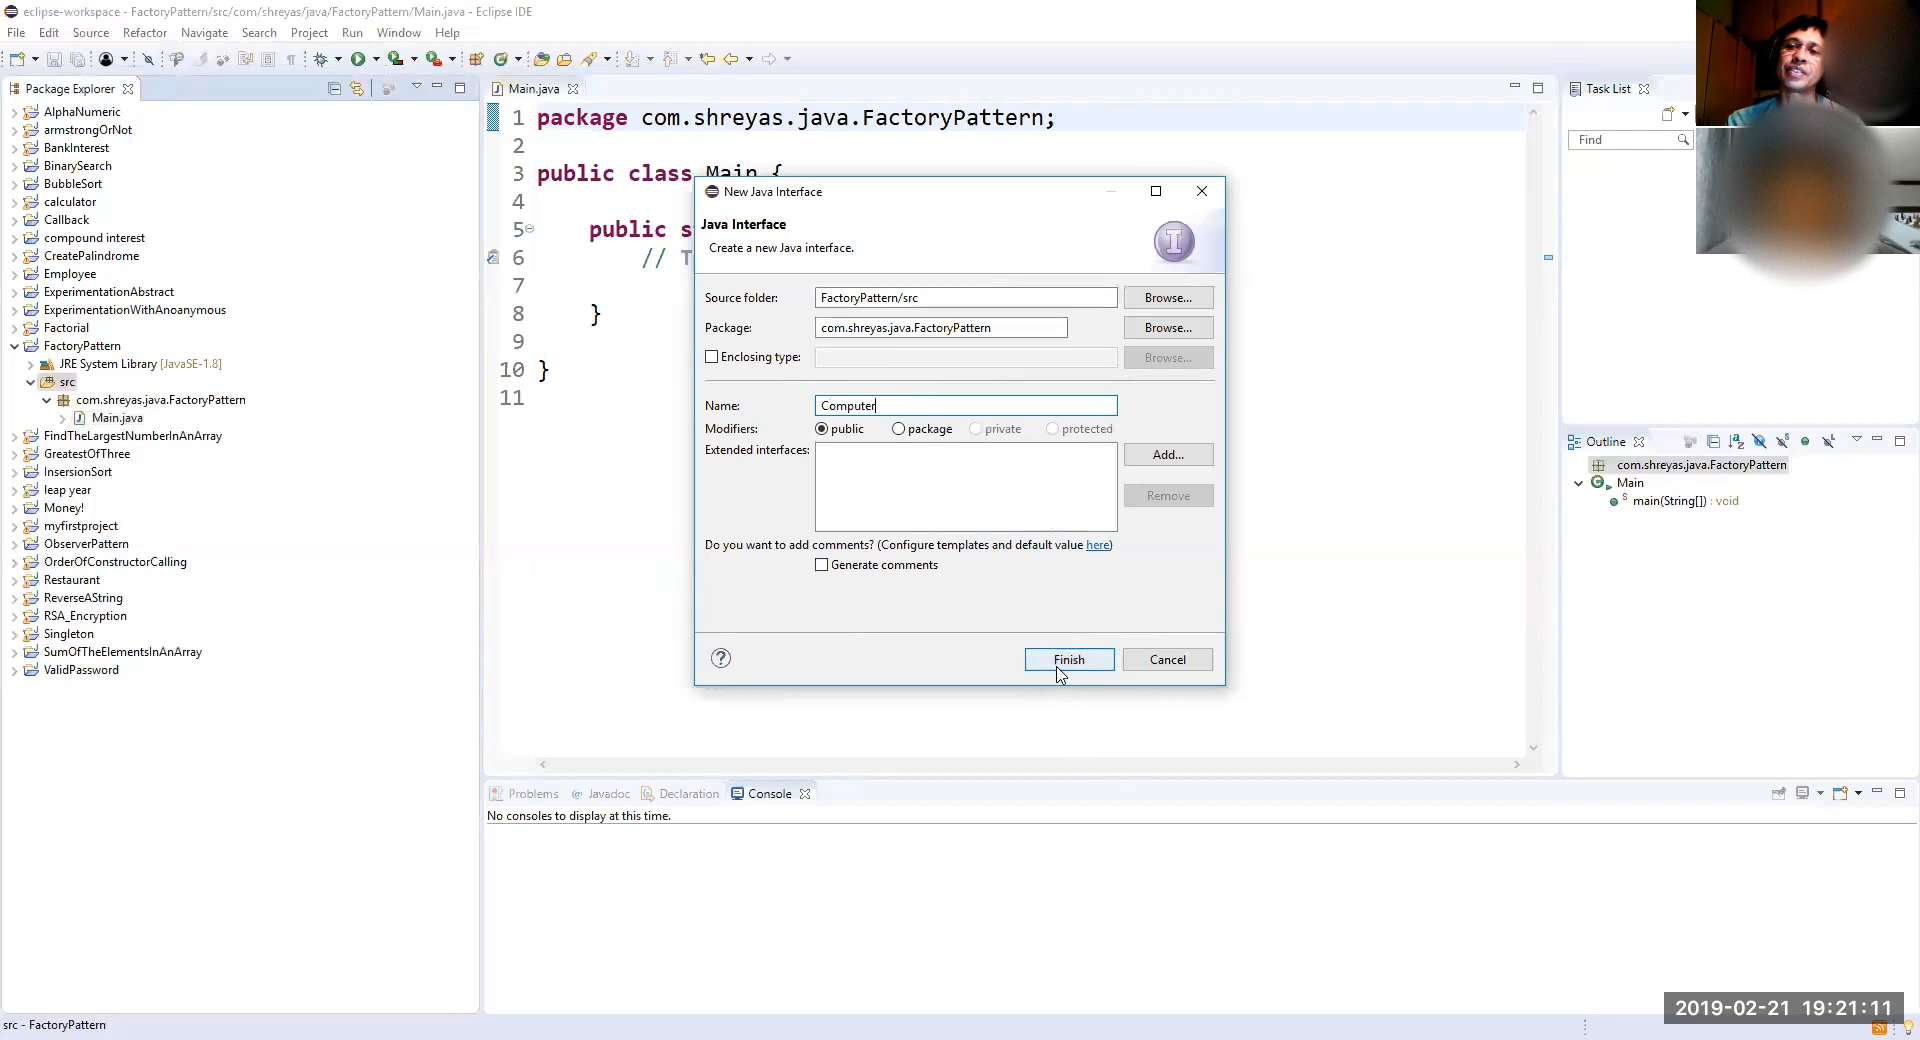 eclipse-workspace - FactoryPattern/src/com/shreyas/java/FactoryPattern/Main.java - Eclipse IDE
File Edit Source Refactor Navigate Search Project Run Window Help
Package Explorer
AlphaNumeric
armstrongOrNot
BankInterest
BinarySearch
BubbleSort
calculator
Callback
compound interest
CreatePalindrome
Employee
ExperimentationAbstract
ExperimentationWithAnoanymous
Factorial
FactoryPattern
JRE System Library [JavaSE-1.8]
src
com.shreyas.java.FactoryPattern
Main.java
FindTheLargestNumberInAnArray
GreatestOfThree
InsersionSort
leap year
Money!
myfirstproject
ObserverPattern
OrderOfConstructorCalling
Restaurant
ReverseAString
RSA_Encryption
Singleton
SumOfTheElementsInAnArray
ValidPassword
Main.java
1 package com.shreyas.java.FactoryPattern;
2
3 public class Main {
4
5 public s
6 // T
7
8 }
9
10 }
11
New Java Interface
Java Interface
Create a new Java interface.
Source folder: FactoryPattern/src Browse...
Package: com.shreyas.java.FactoryPattern Browse...
Enclosing type: Browse...
Name: Computer
Modifiers: public package private protected
Extended interfaces: Add...
Remove
Do you want to add comments? (Configure templates and default value here)
Generate comments
? Finish Cancel
Task List
Find
Outline
com.shreyas.java.FactoryPattern
Main
main(String[]) : void
Problems @ Javadoc Declaration Console
No consoles to display at this time.
2019-02-21 19:21:11
src - FactoryPattern